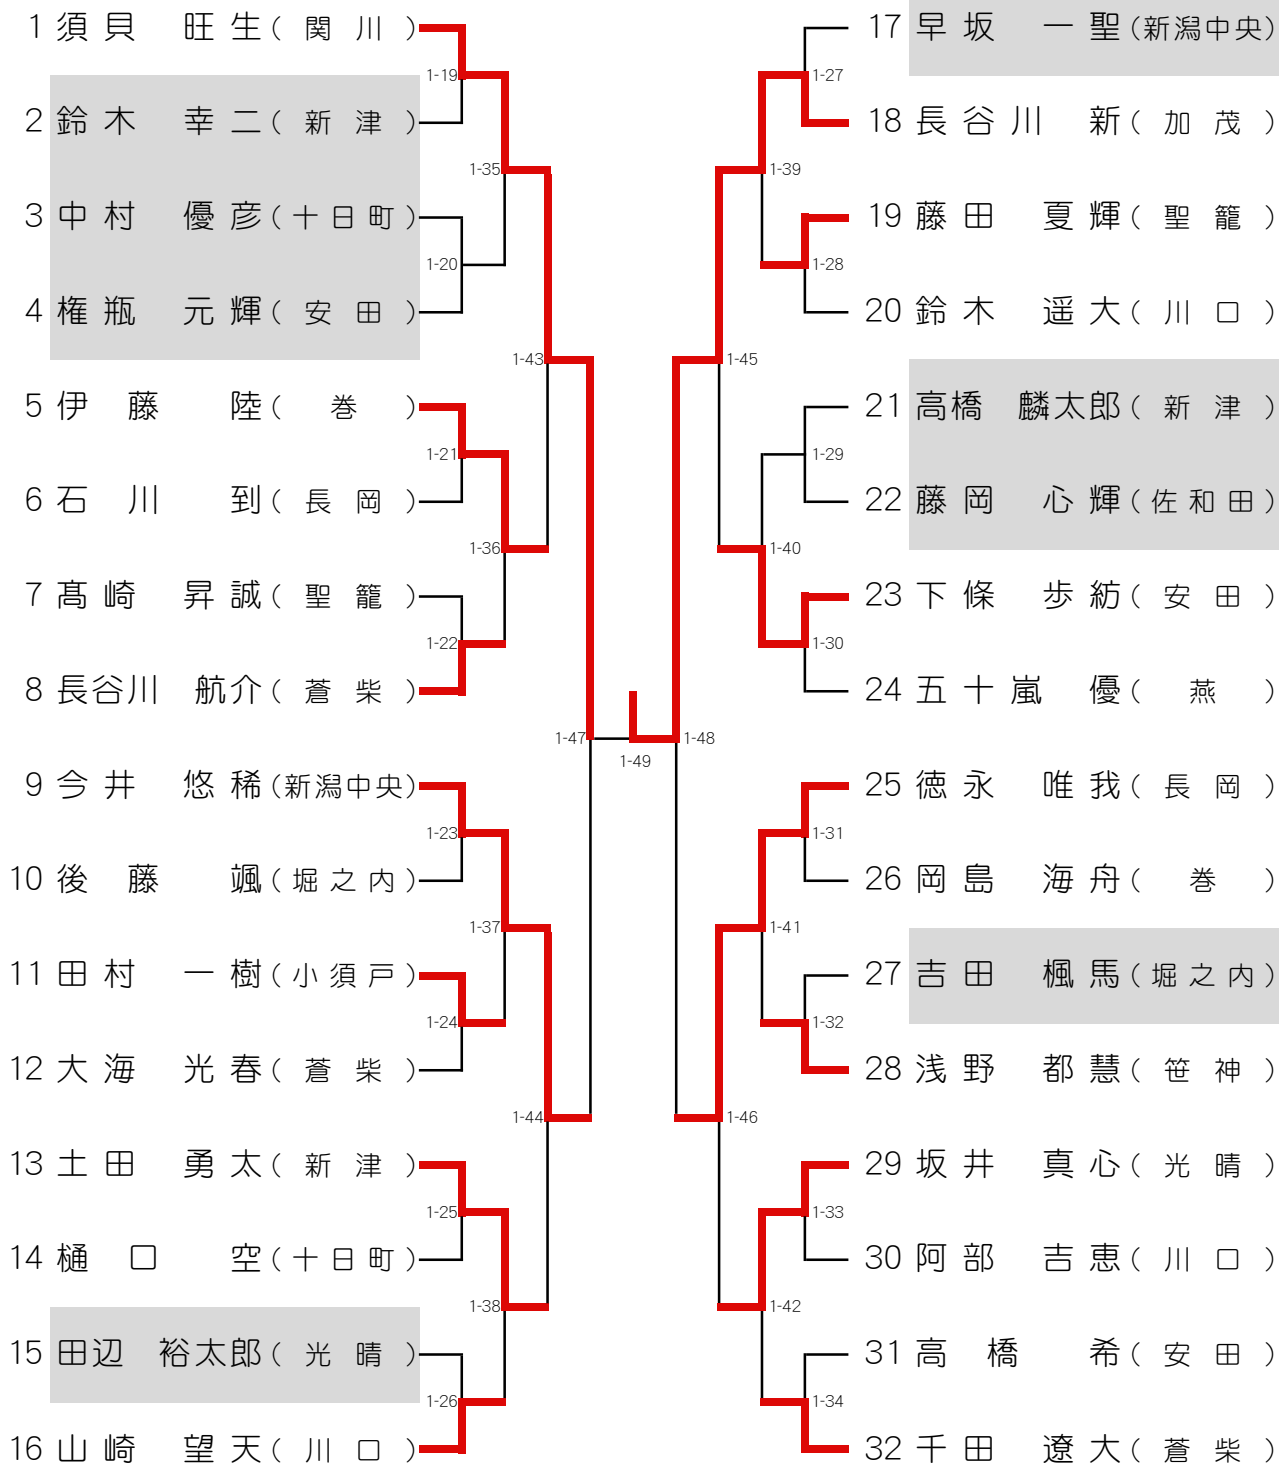 1 須貝 旺生(関川)
2 鈴木 幸二(新津)
3 中村 優彦(十日町)
4 権瓶 元輝(安田)
5 伊藤 陸(巻)
6 石川 到(長岡)
7 髙崎 昇誠(聖籠)
8 長谷川 航介(蒼柴)
9 今井 悠稀(新潟中央)
10 後藤 颯(堀之内)
11 田村 一樹(小須戸)
12 大海 光春(蒼柴)
13 土田 勇太(新津)
14 樋口 空(十日町)
15 田辺 裕太郎(光晴)
16 山崎 望天(川口)
1-19
1-20
1-21
1-22
1-23
1-24
1-25
1-26
1-35
1-36
1-37
1-38
1-43
1-44
1-47
1-49
1-48
1-45
1-46
1-39
1-40
1-41
1-42
1-27
1-28
1-29
1-30
1-31
1-32
1-33
1-34
17 早坂 一聖(新潟中央)
18 長谷川 新(加茂)
19 藤田 夏輝(聖籠)
20 鈴木 遥大(川口)
21 高橋 麟太郎(新津)
22 藤岡 心輝(佐和田)
23 下條 歩紡(安田)
24 五十嵐 優(燕)
25 徳永 唯我(長岡)
26 岡島 海舟(巻)
27 吉田 楓馬(堀之内)
28 浅野 都慧(笹神)
29 坂井 真心(光晴)
30 阿部 吉恵(川口)
31 高橋 希(安田)
32 千田 遼大(蒼柴)